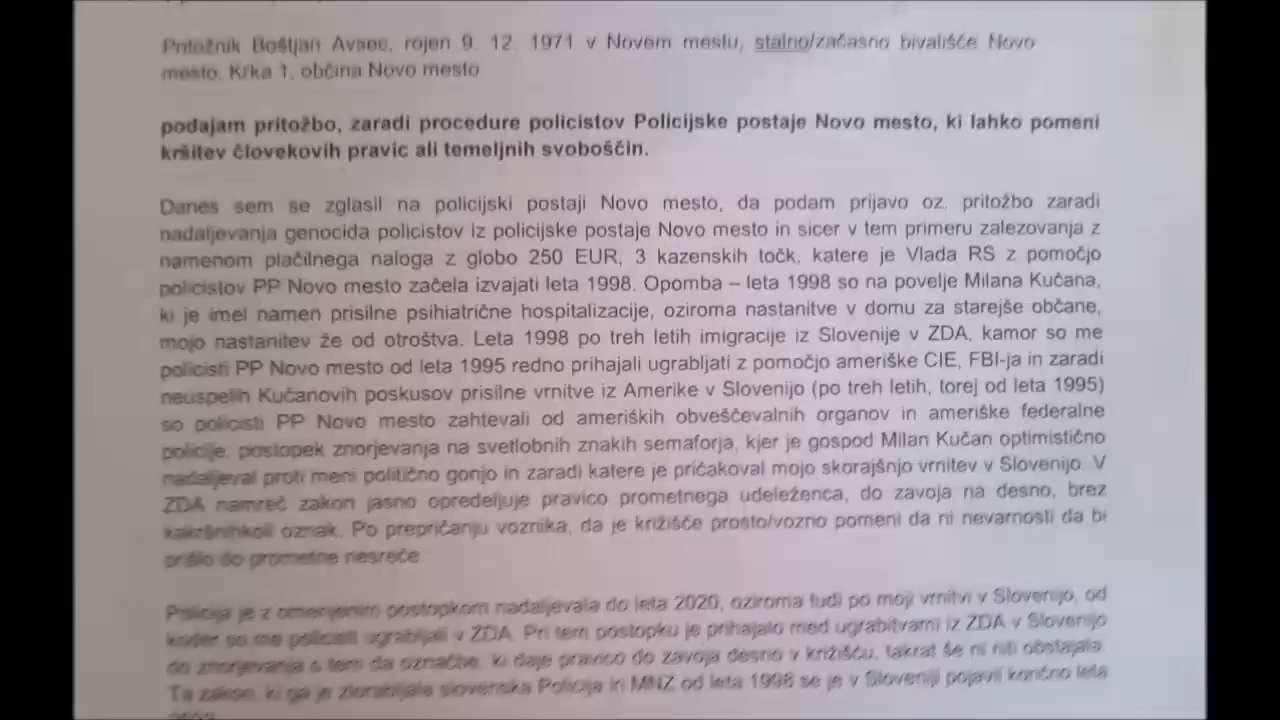 Pritožnik Boštjan Avsec, rojen 9. 12. 1971 v Novem mestu, stalno/začasno bivališče Novo
mesto, Krka 1, občina Novo mesto
podajam pritožbo, zaradi procedure policistov Policijske postaje Novo mesto, ki lahko pomeni
kršitev človekovih pravic ali temeljnih svoboščin.
Danes sem se zglasil na policijski postaji Novo mesto, da podam prijavo oz. pritožbo zaradi
nadaljevanja genocida policistov iz policijske postaje Novo mesto in sicer v tem primeru zalezovanja z
namenom plačilnega naloga z globo 250 EUR, 3 kazenskih točk, katere je Vlada RS z pomočjo
policistov PP Novo mesto začela izvajati leta 1998. Opomba – leta 1998 so na povelje Milana Kučana,
ki je imel namen prisilne psihiatrične hospitalizacije, oziroma nastanitve v domu za starejše občane,
mojo nastanitev že od otroštva. Leta 1998 po treh letih imigracije iz Slovenije v ZDA, kamor so me
policisti PP Novo mesto od leta 1995 redno prihajali ugrabljati z pomočjo ameriške CIE, FBI-ja in zaradi
neuspelih Kučanovih poskusov prisilne vrnitve iz Amerike v Slovenijo (po treh letih, torej od leta 1995)
so policisti PP Novo mesto zahtevali od ameriških obveščevalnih organov in ameriške federalne
policije, postopek znorjevanja na svetlobnih znakih semaforja, kjer je gospod Milan Kučan optimistično
nadaljeval proti meni politično gonjo in zaradi katere je pričakoval mojo skorajšnjo vrnitev v Slovenijo. V
ZDA namreč zakon jasno opredeljuje pravico prometnega udeleženca, do zavoja na desno, brez
kakršnihkoli oznak. Po prepričanju voznika, da je križišče prosto/vozno pomeni da ni nevarnosti da bi
prišlo do prometne nesreče.
Policija je z omenjenim postopkom nadaljevala do leta 2020, oziroma tudi po moji vrnitvi v Slovenijo, od
koder so me policisti ugrabljali v ZDA. Pri tem postopku je prihajalo med ugrabitvami iz ZDA v Slovenijo
do znorjevanja s tem da označbe, ki daje pravico do zavoja desno v križišču, takrat še ni niti obstajala.
Ta zakon, ki ga je zlorabljala slovenska Policija in MNZ od leta 1998 se je v Sloveniji pojavil končno leta